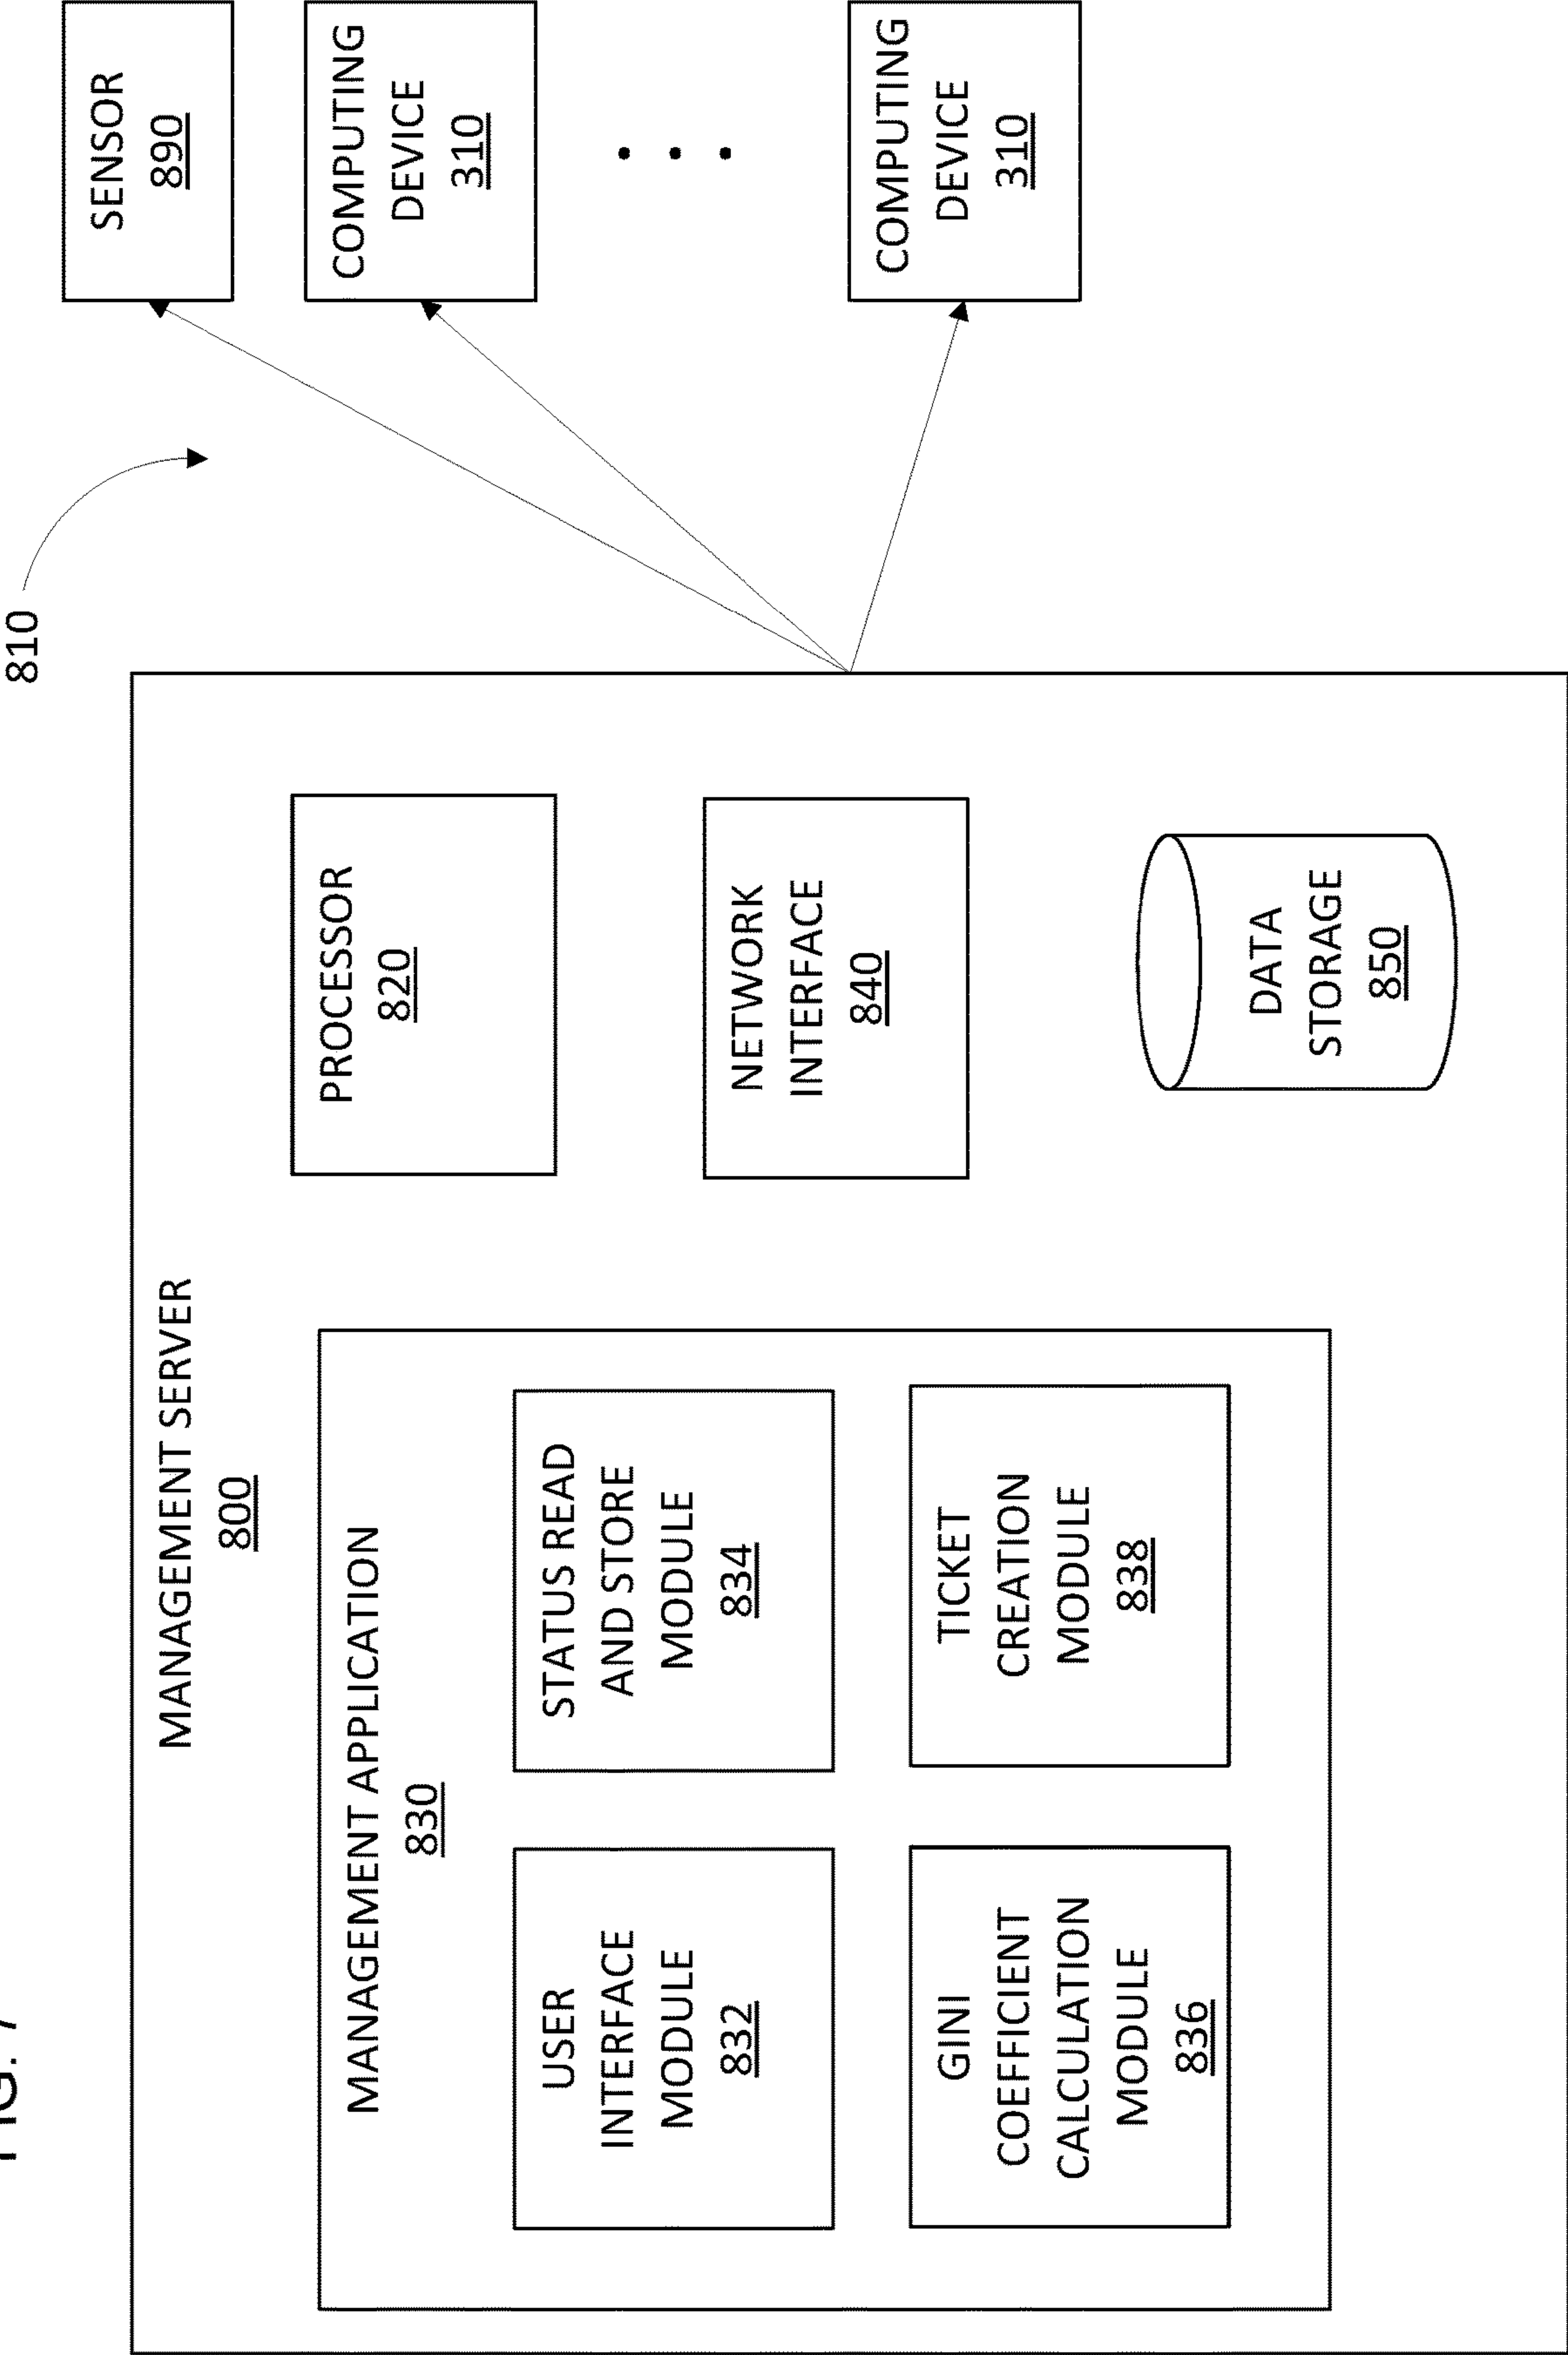 FIG. 7
810
MANAGEMENT SERVER
800
MANAGEMENT APPLICATION
830
USER
INTERFACE
MODULE
832
STATUS READ
AND STORE
MODULE
834
GINI
COEFFICIENT
CALCULATION
MODULE
836
TICKET
CREATION
MODULE
838
PROCESSOR
820
NETWORK
INTERFACE
840
DATA
STORAGE
850
SENSOR
890
COMPUTING
DEVICE
310
COMPUTING
DEVICE
310